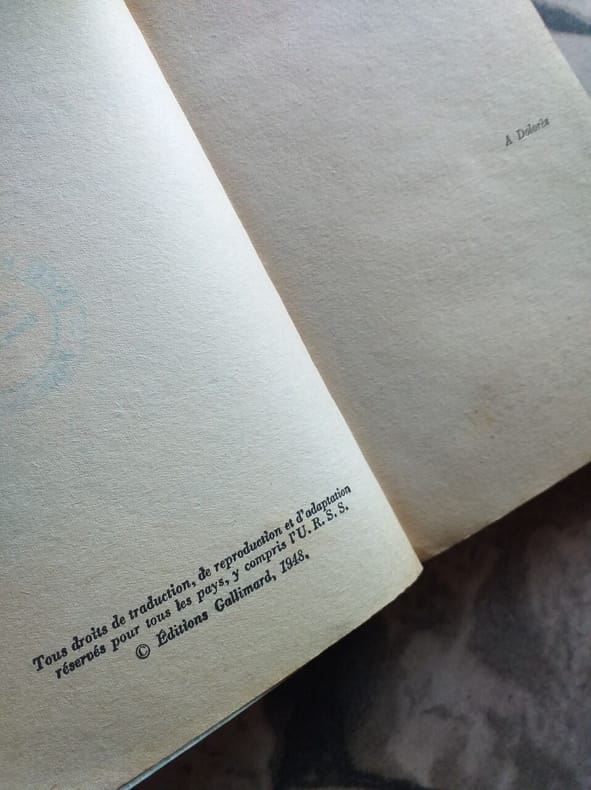 Tous droits de traduction, de reproduction et d'adaptation
réservés pour tous les pays, y compris l'U. R. S. S.
© Éditions Gallimard, 1948.
A Dolorès